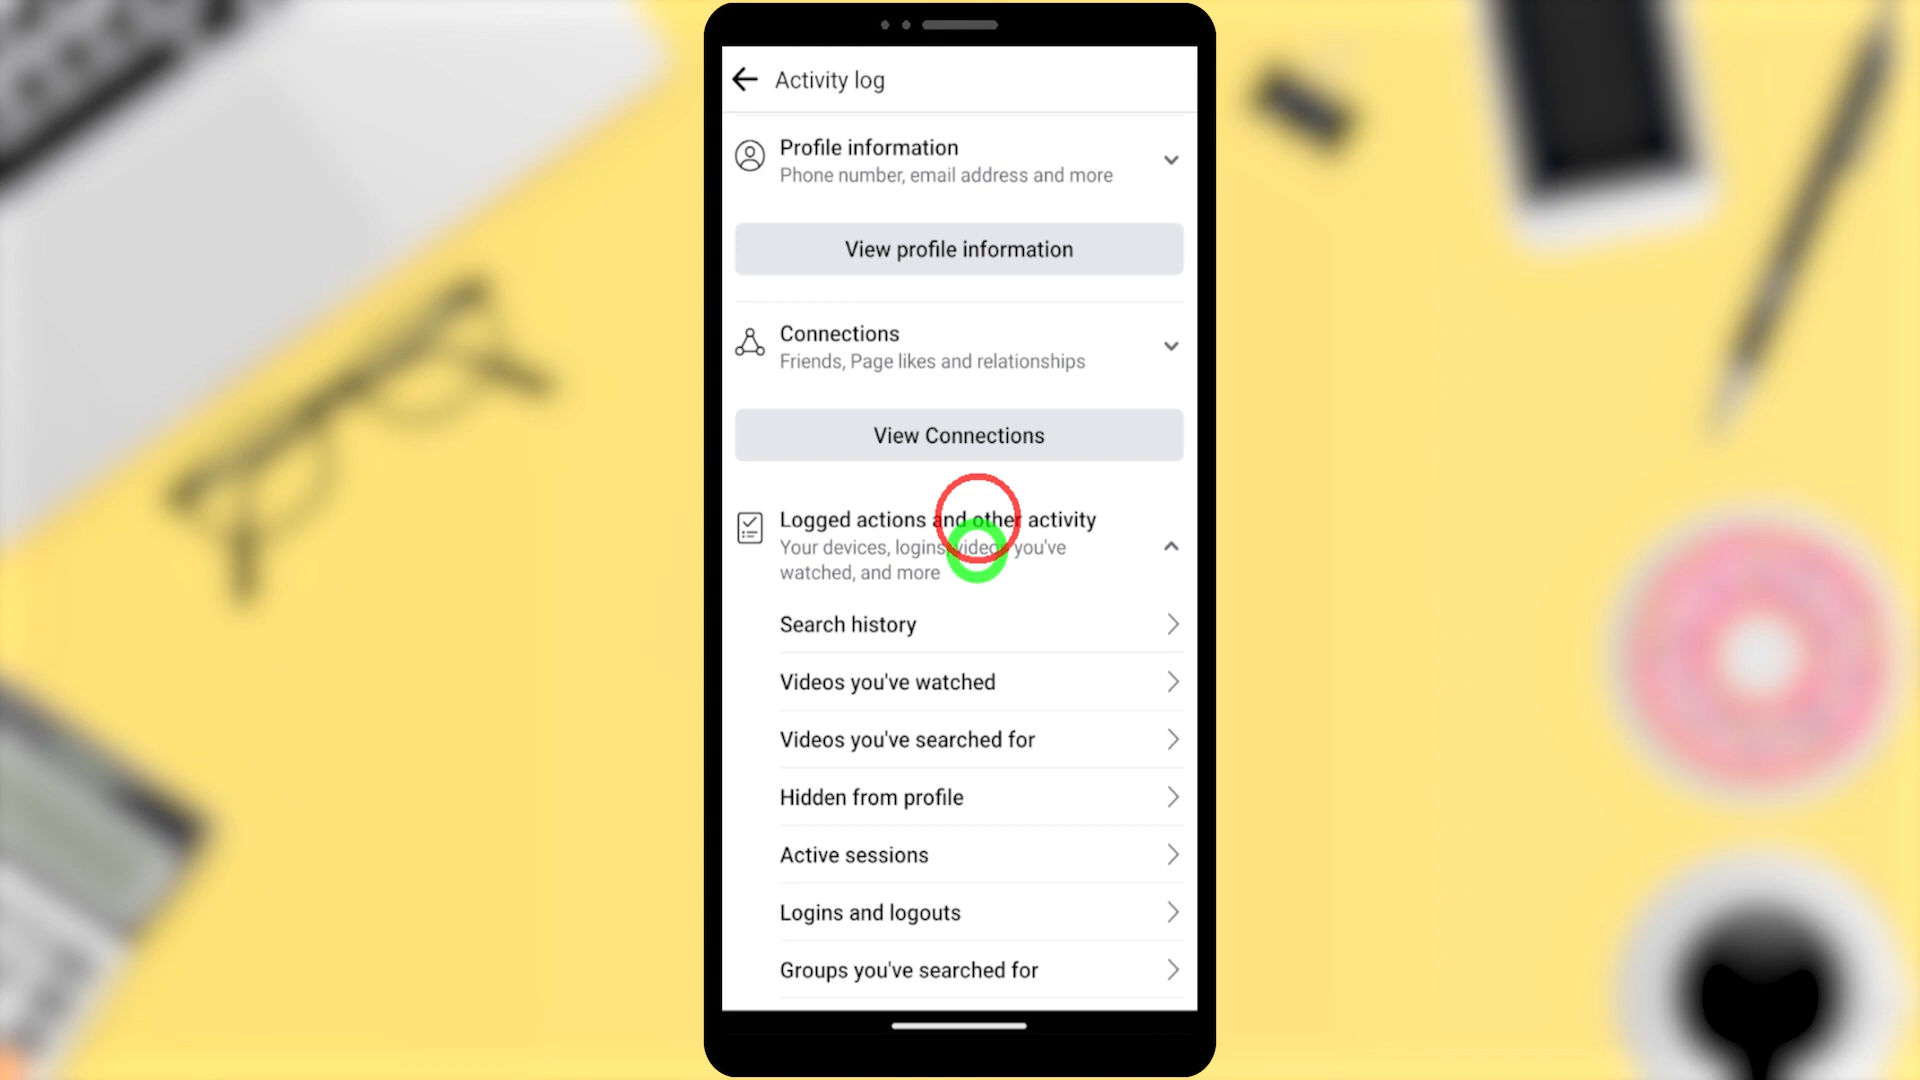 Activity log
Profile information
Phone number, email address and more
View profile information
Connections
Friends, Page likes and relationships
View Connections
Logged actions and other activity
Your devices, logins, videos you've
watched, and more
Search history
Videos you've watched
Videos you've searched for
Hidden from profile
Active sessions
Logins and logouts
Groups you've searched for